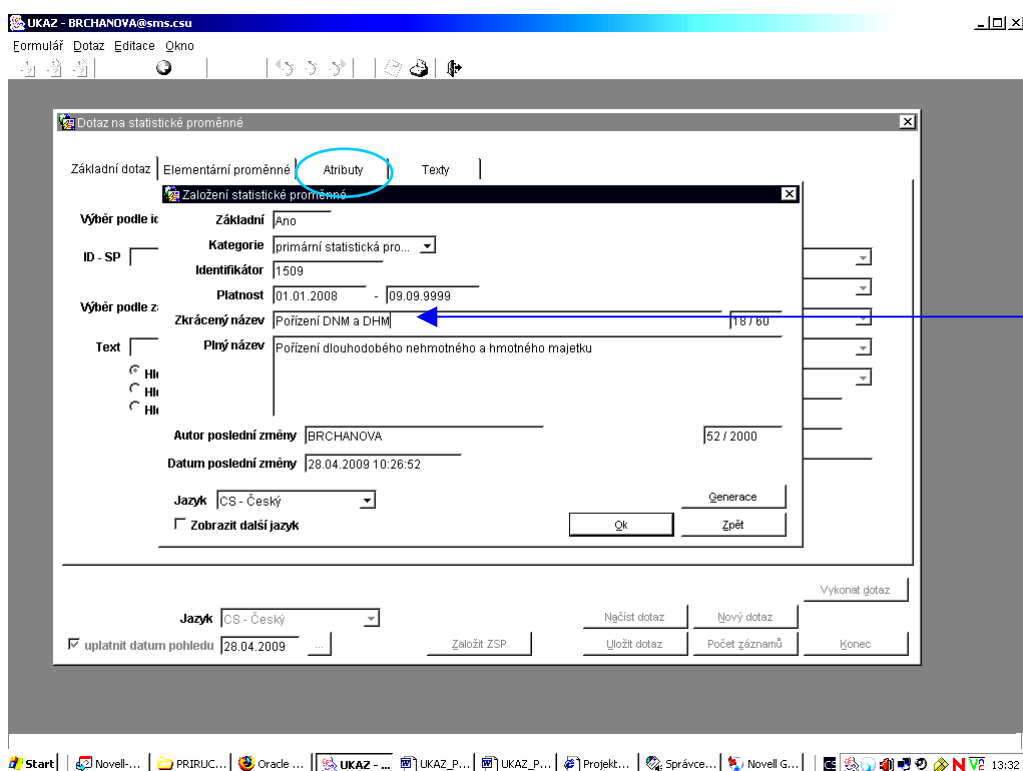 UKAZ - BRCHANOVA@sms.csu
Formulář Dotaz Editace Okno
Dotaz na statistické proměnné
Základní dotaz Elementární proměnné Atributy Texty
Založení statistické proměnné
Výběr podle ic Základní Ano
Kategorie primární statistická pro...
ID - SP Identifikátor 1509
Platnost 01.01.2008 - 09.09.9999
Výběr podle z
Zkrácený název Pořízení DNM a DHM 18 / 60
Text Plný název Pořízení dlouhodobého nehmotného a hmotného majetku
Hle
Hle
Hle
Autor poslední změny BRCHANOVA 52 / 2000
Datum poslední změny 28.04.2009 10:26:52
Jazyk CS - Český Generace
Zobrazit další jazyk Ok Zpět
Vykonat dotaz
Jazyk CS - Český Načíst dotaz Nový dotaz
uplatnit datum pohledu 28.04.2009 ... Založit ZSP Uložit dotaz Počet záznamů Konec
Start Novell-... PRIRUC... Oracle ... UKAZ - ... UKAZ_P... UKAZ_P... Projekt... Správce... Novell G... 13:32